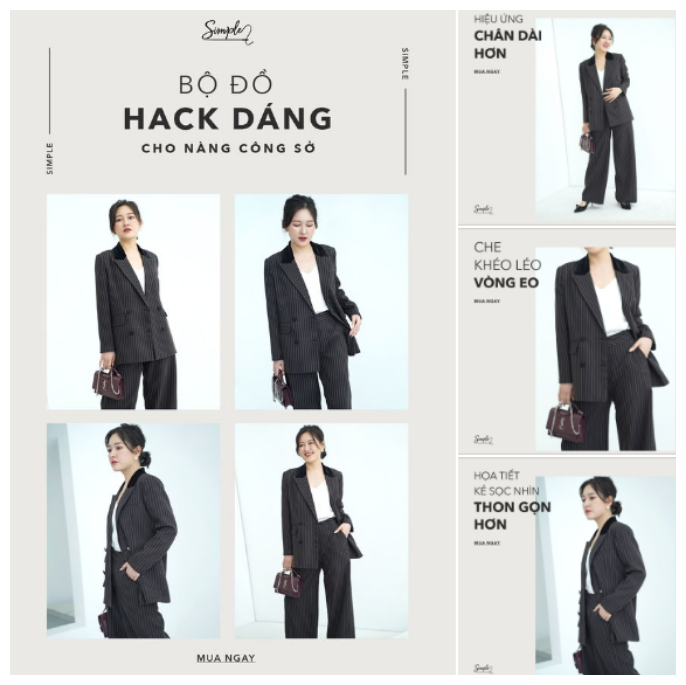 Simple
SIMPLE
SIMPLE
BỘ ĐỒ
HACK DÁNG
CHO NÀNG CÔNG SỞ
MUA NGAY
HIỆU ỨNG
CHÂN DÀI
HƠN
MUA NGAY
Simple
CHE
KHÉO LÉO
VÒNG EO
MUA NGAY
Simple
HỌA TIẾT
KẺ SỌC NHÌN
THON GỌN
HƠN
MUA NGAY
Simple